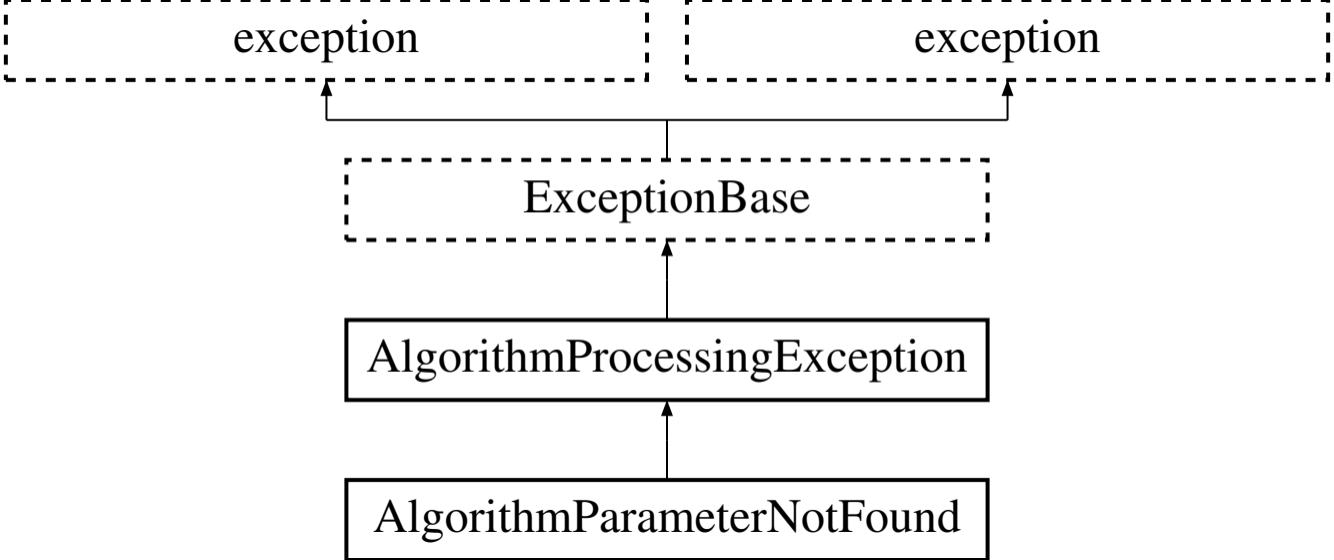 exception
exception
ExceptionBase
AlgorithmProcessingException
AlgorithmParameterNotFound